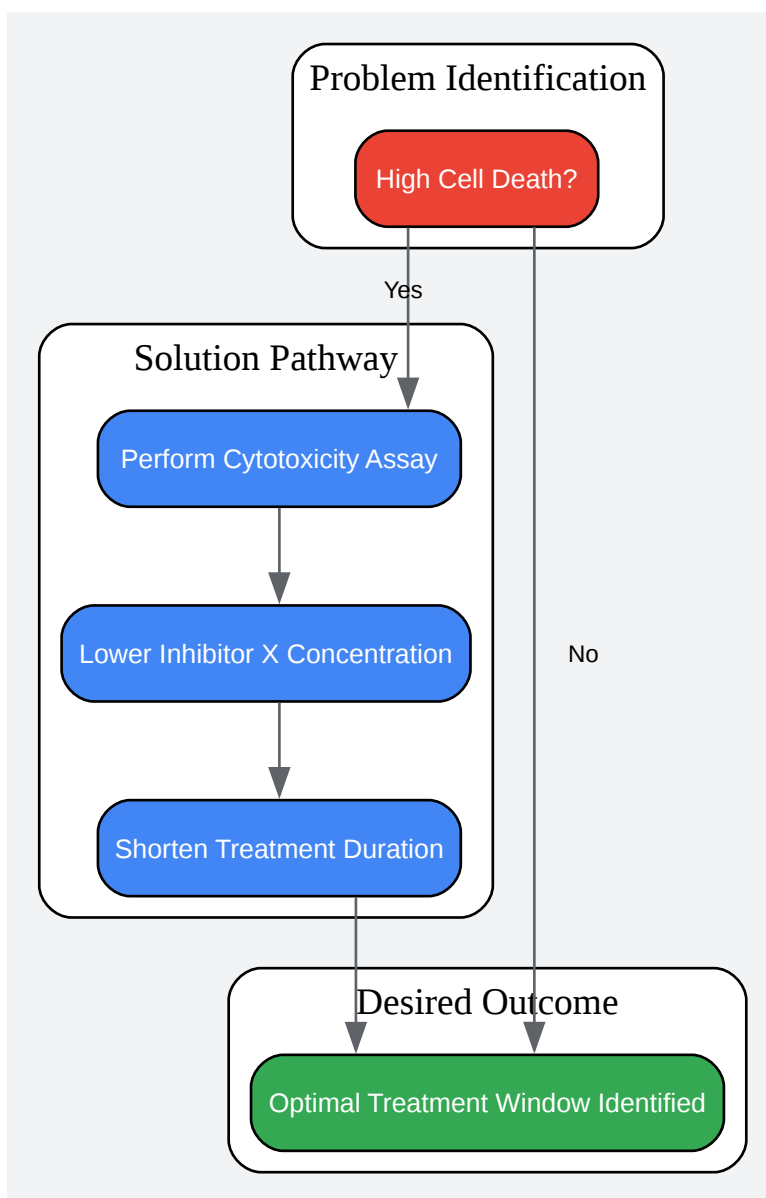 Problem Identification
High Cell Death?
Yes
Solution Pathway
Perform Cytotoxicity Assay
Lower Inhibitor X Concentration
No
Shorten Treatment Duration
Desired Outcome
Optimal Treatment Window Identified